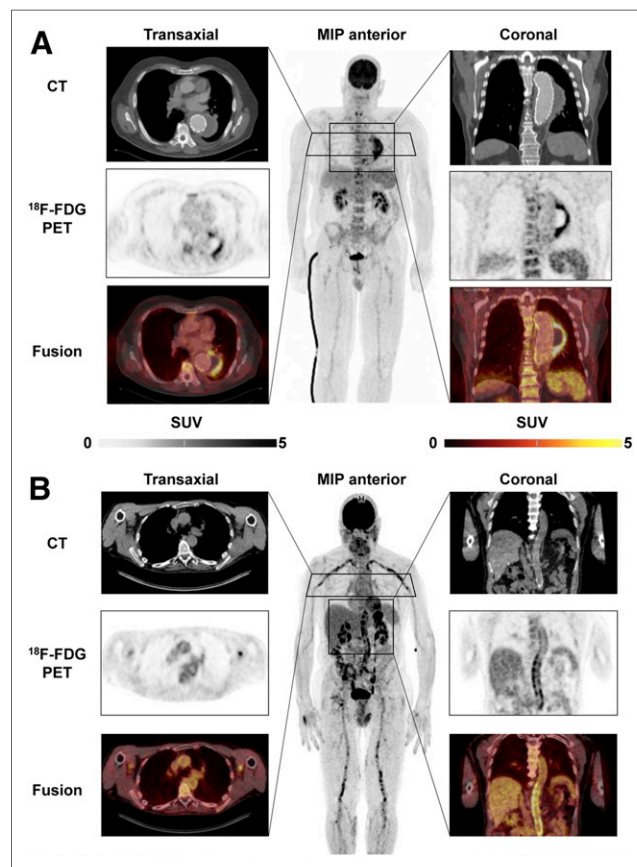 A
Transaxial MIP anterior Coronal
CT
¹⁸F-FDG
PET
Fusion
SUV SUV
0 5 0 5
B
Transaxial MIP anterior Coronal
CT
¹⁸F-FDG
PET
Fusion